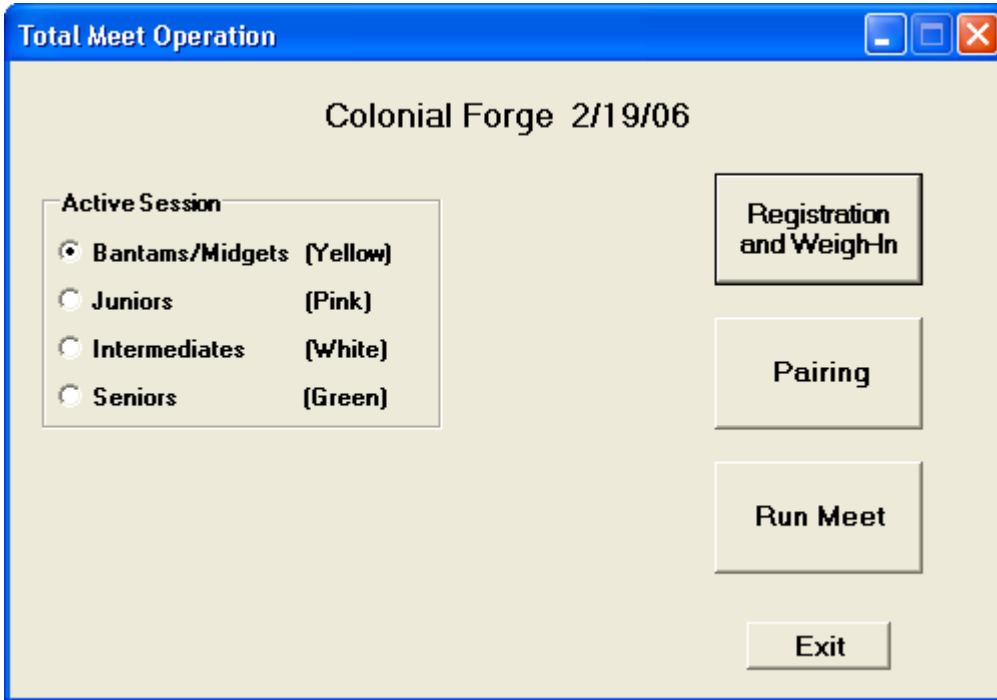 Total Meet Operation
Colonial Forge 2/19/06
Active Session
Bantams/Midgets (Yellow)
Juniors (Pink)
Intermediates (White)
Seniors (Green)
Registration
and Weigh-In
Pairing
Run Meet
Exit